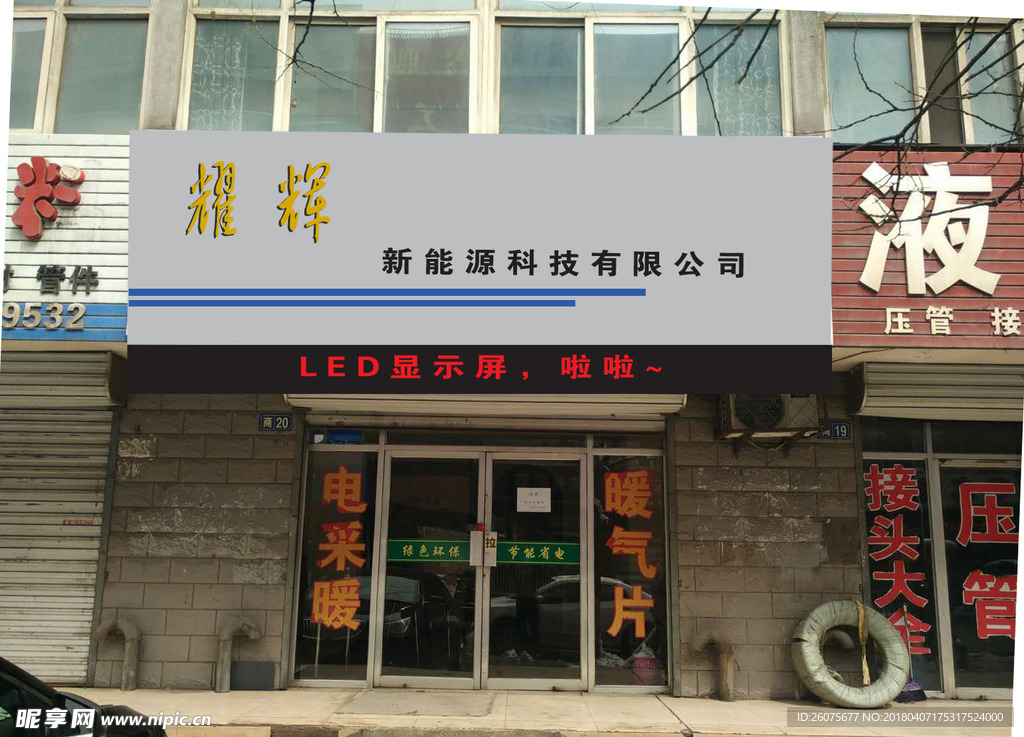 耀辉
新能源科技有限公司
LED显示屏，啦啦~
管件
9532
液
压管 接
商20
19
电采暖
暖气片
绿色环保
节能省电
拉
接头大全
压管
昵享网 www.nipic.cn
ID:26075677 NO:20180407175317524000